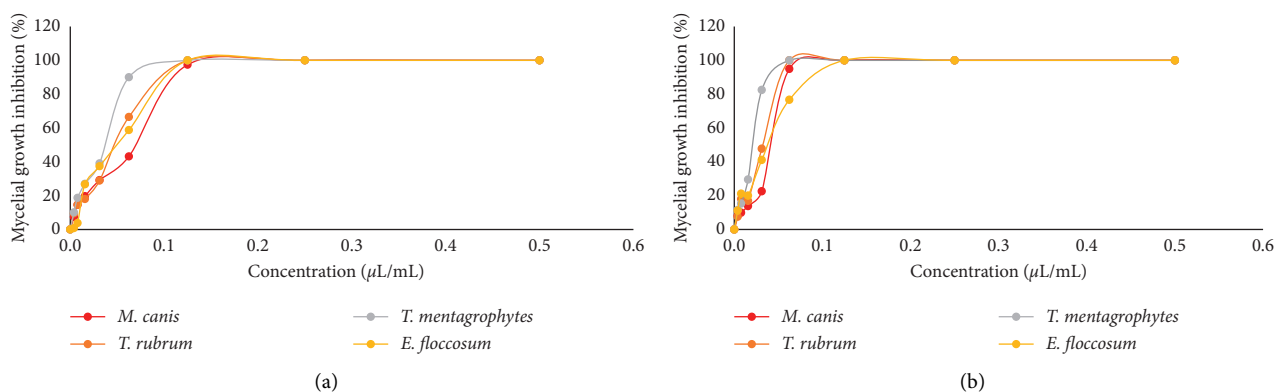 Mycelial growth inhibition (%)
120
100
80
60
40
20
0
0.0 0.1 0.2 0.3 0.4 0.5 0.6
Concentration (μL/mL)
M. canis T. mentagrophytes
T. rubrum E. floccosum
(a)
Mycelial growth inhibition (%)
120
100
80
60
40
20
0
0.0 0.1 0.2 0.3 0.4 0.5 0.6
Concentration (μL/mL)
M. canis T. mentagrophytes
T. rubrum E. floccosum
(b)